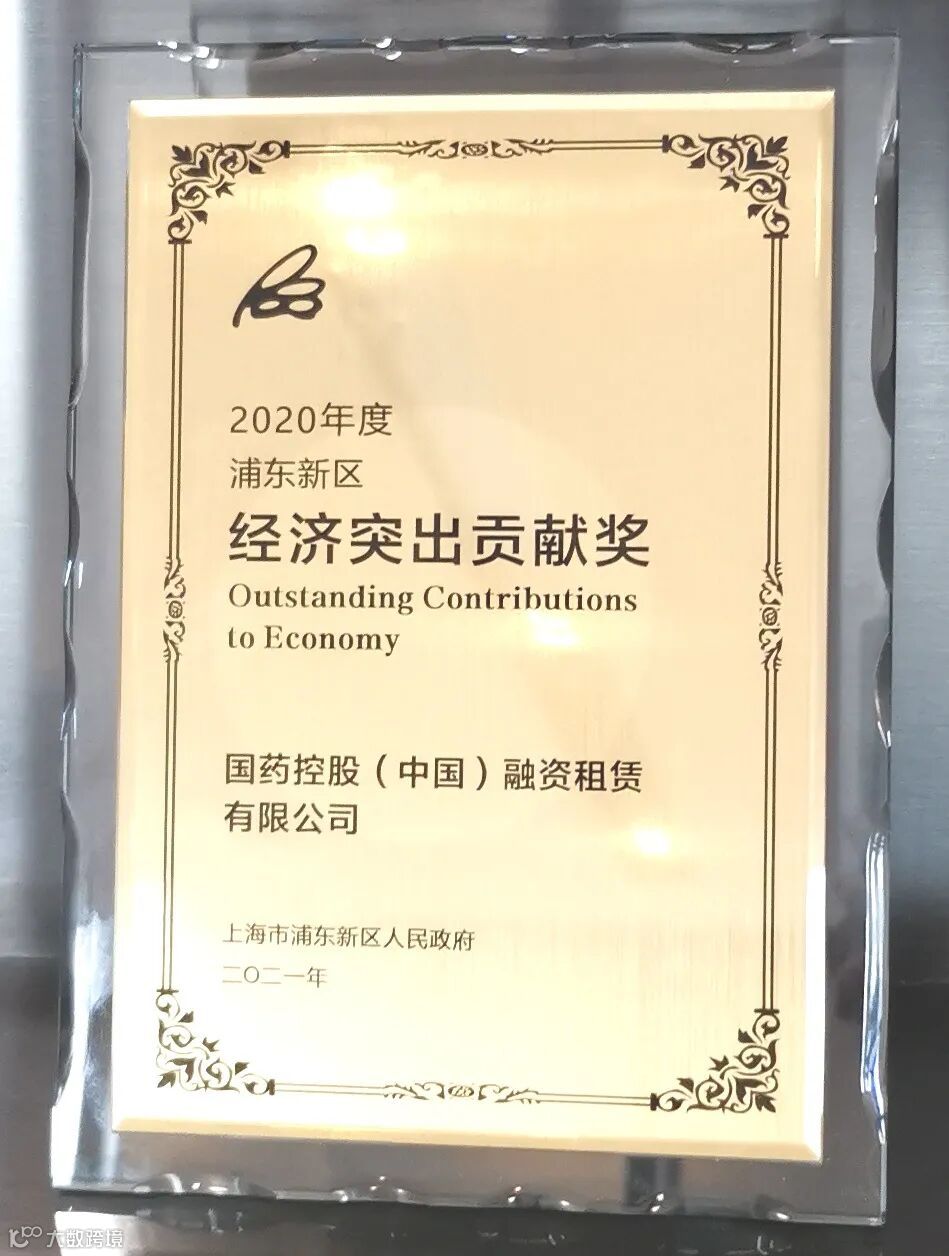 2020年度
浦东新区
经济突出贡献奖
Outstanding Contributions
to Economy
国药控股（中国）融资租赁
有限公司
上海市浦东新区人民政府
二〇二一年
大数跨境